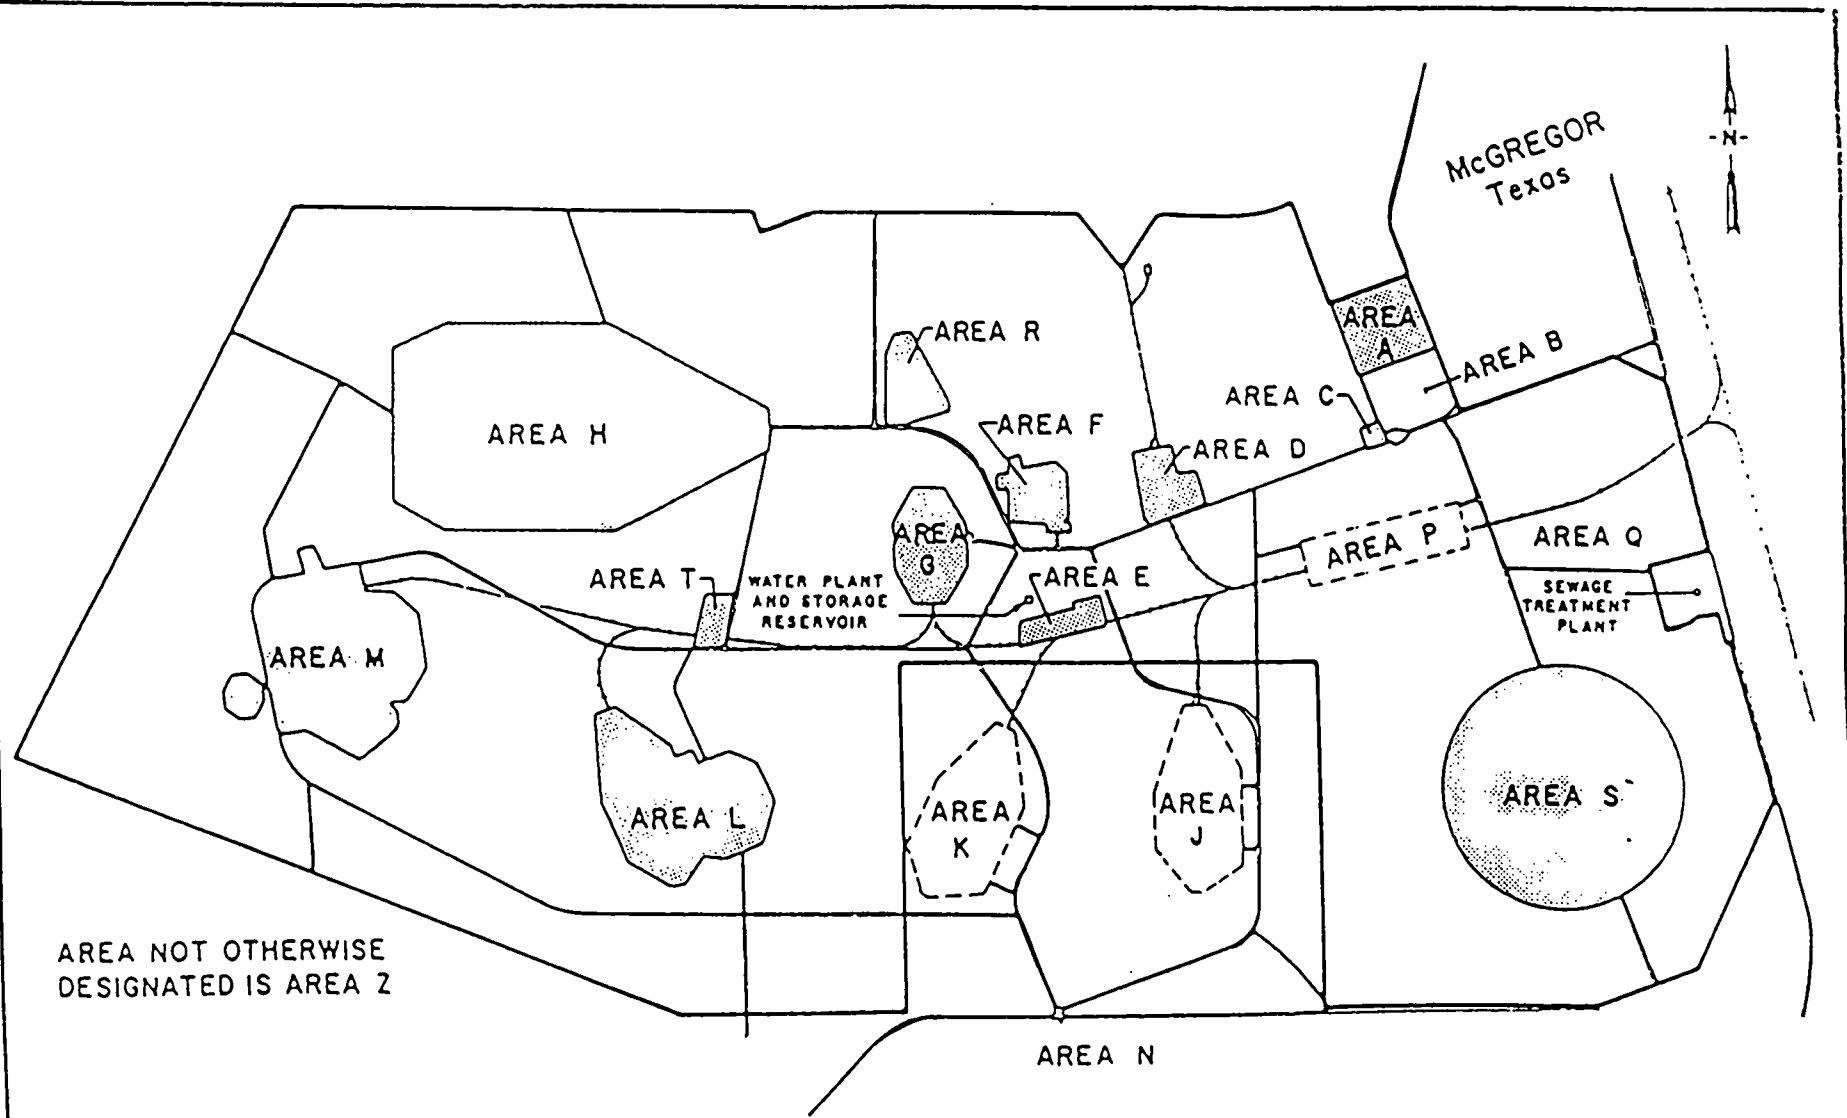 McGREGOR
Texas
-N-
AREA
A
AREA B
AREA R
AREA C
AREA F
AREA H
AREA D
AREA
G
AREA P
AREA Q
AREA T
WATER PLANT
AND STORAGE
RESERVOIR
AREA E
SEWAGE
TREATMENT
PLANT
AREA M
AREA L
AREA
K
AREA
J
AREA S
AREA NOT OTHERWISE
DESIGNATED IS AREA Z
AREA N